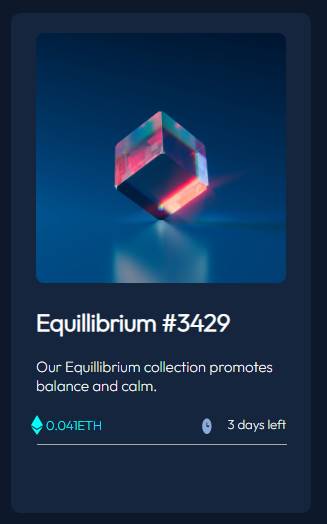 Equillibrium #3429
Our Equillibrium collection promotes
balance and calm.
0.041ETH 3 days left